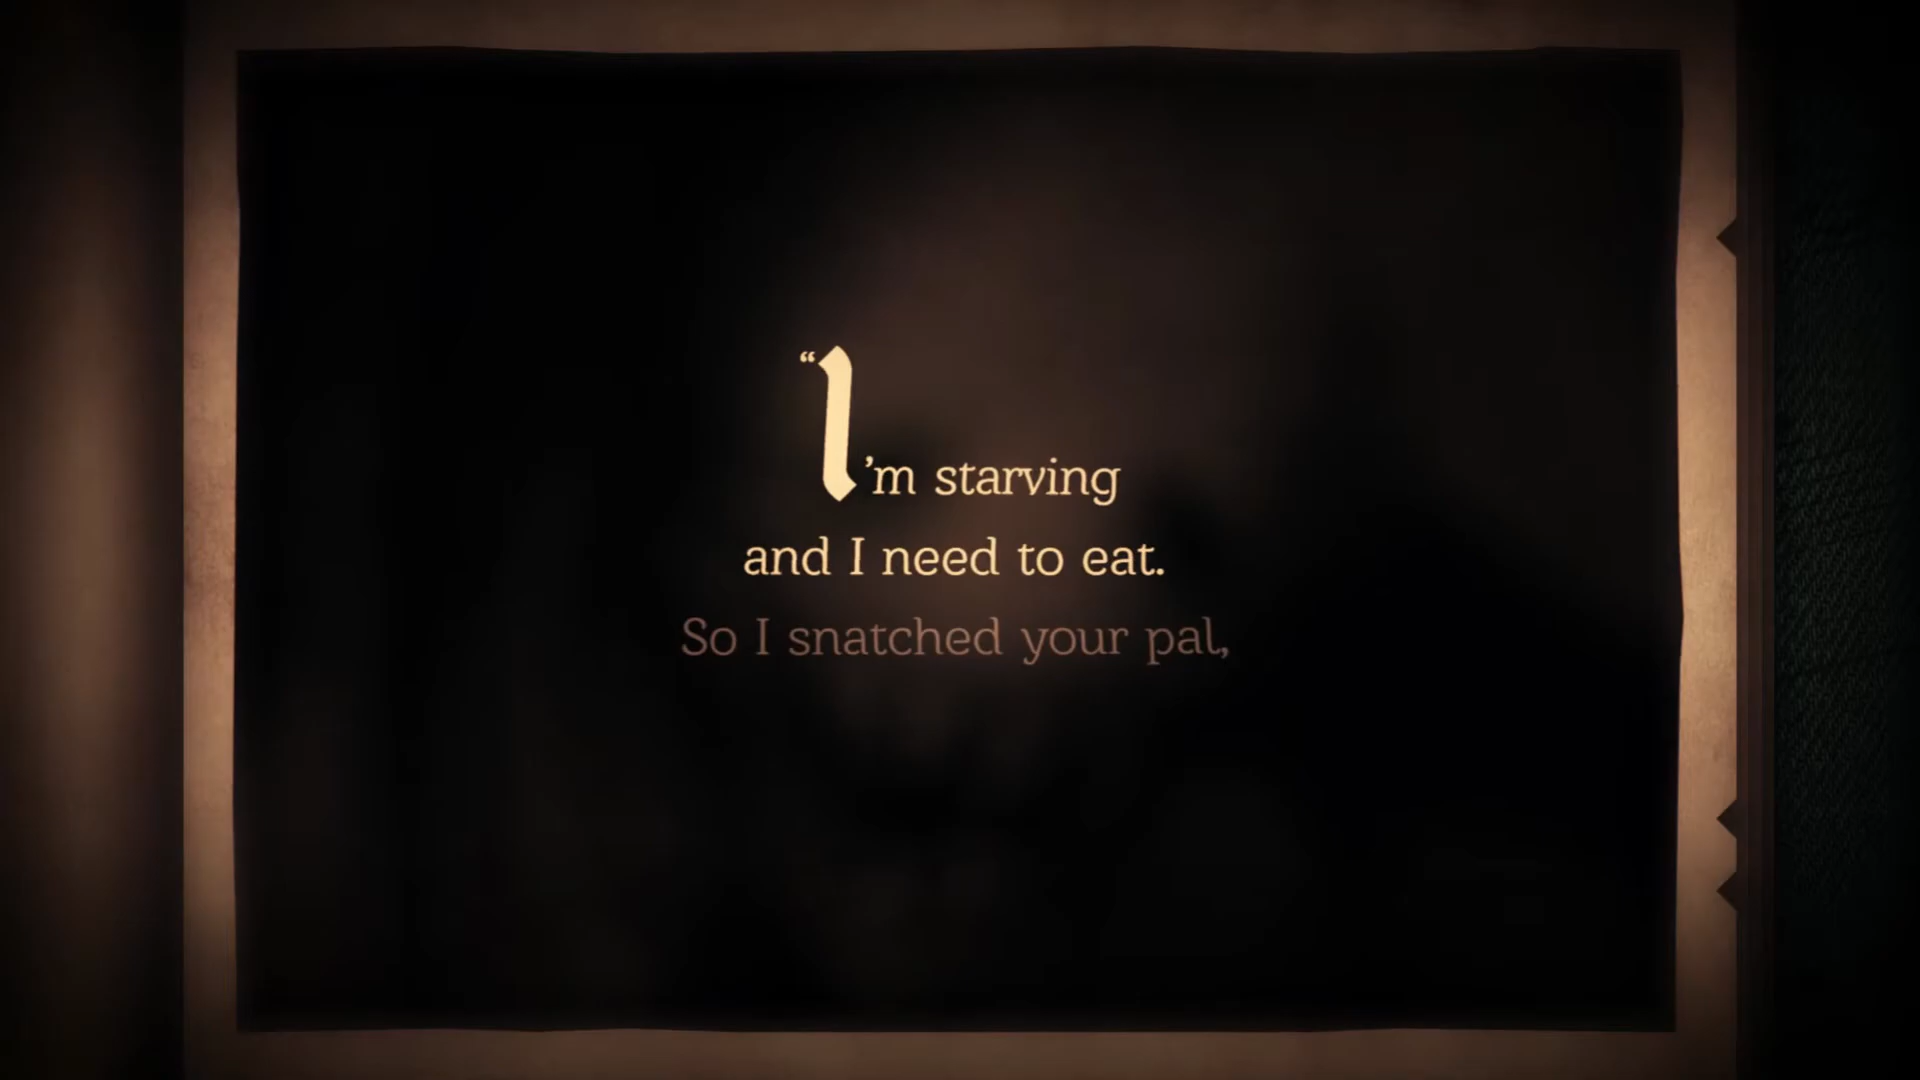 “I’m starving
and I need to eat.
So I snatched your pal,